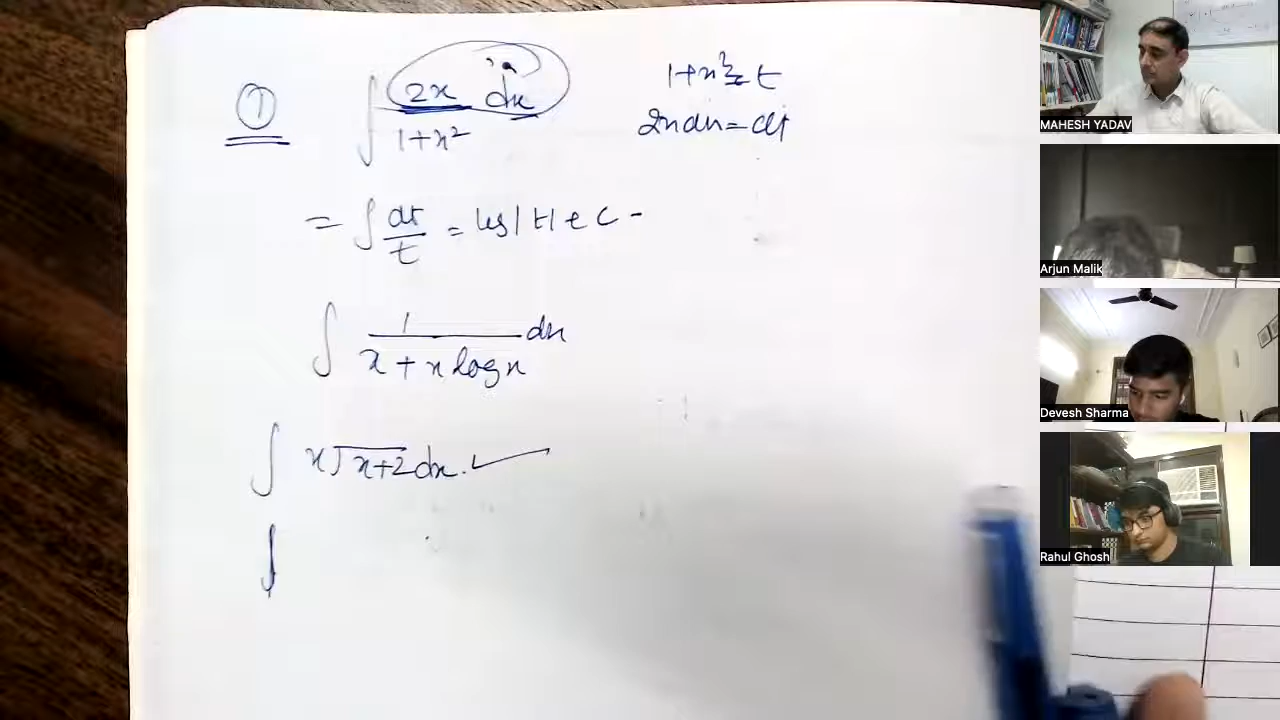 ① ∫ 2x dx / 1+x²
1+x² = t
2x dx = dt
= ∫ dt/t = log|t| + c
∫ 1 / x + x log x dx
∫ x√x+2 dx.
∫
MAHESH YADAV
Arjun Malik
Devesh Sharma
Rahul Ghosh